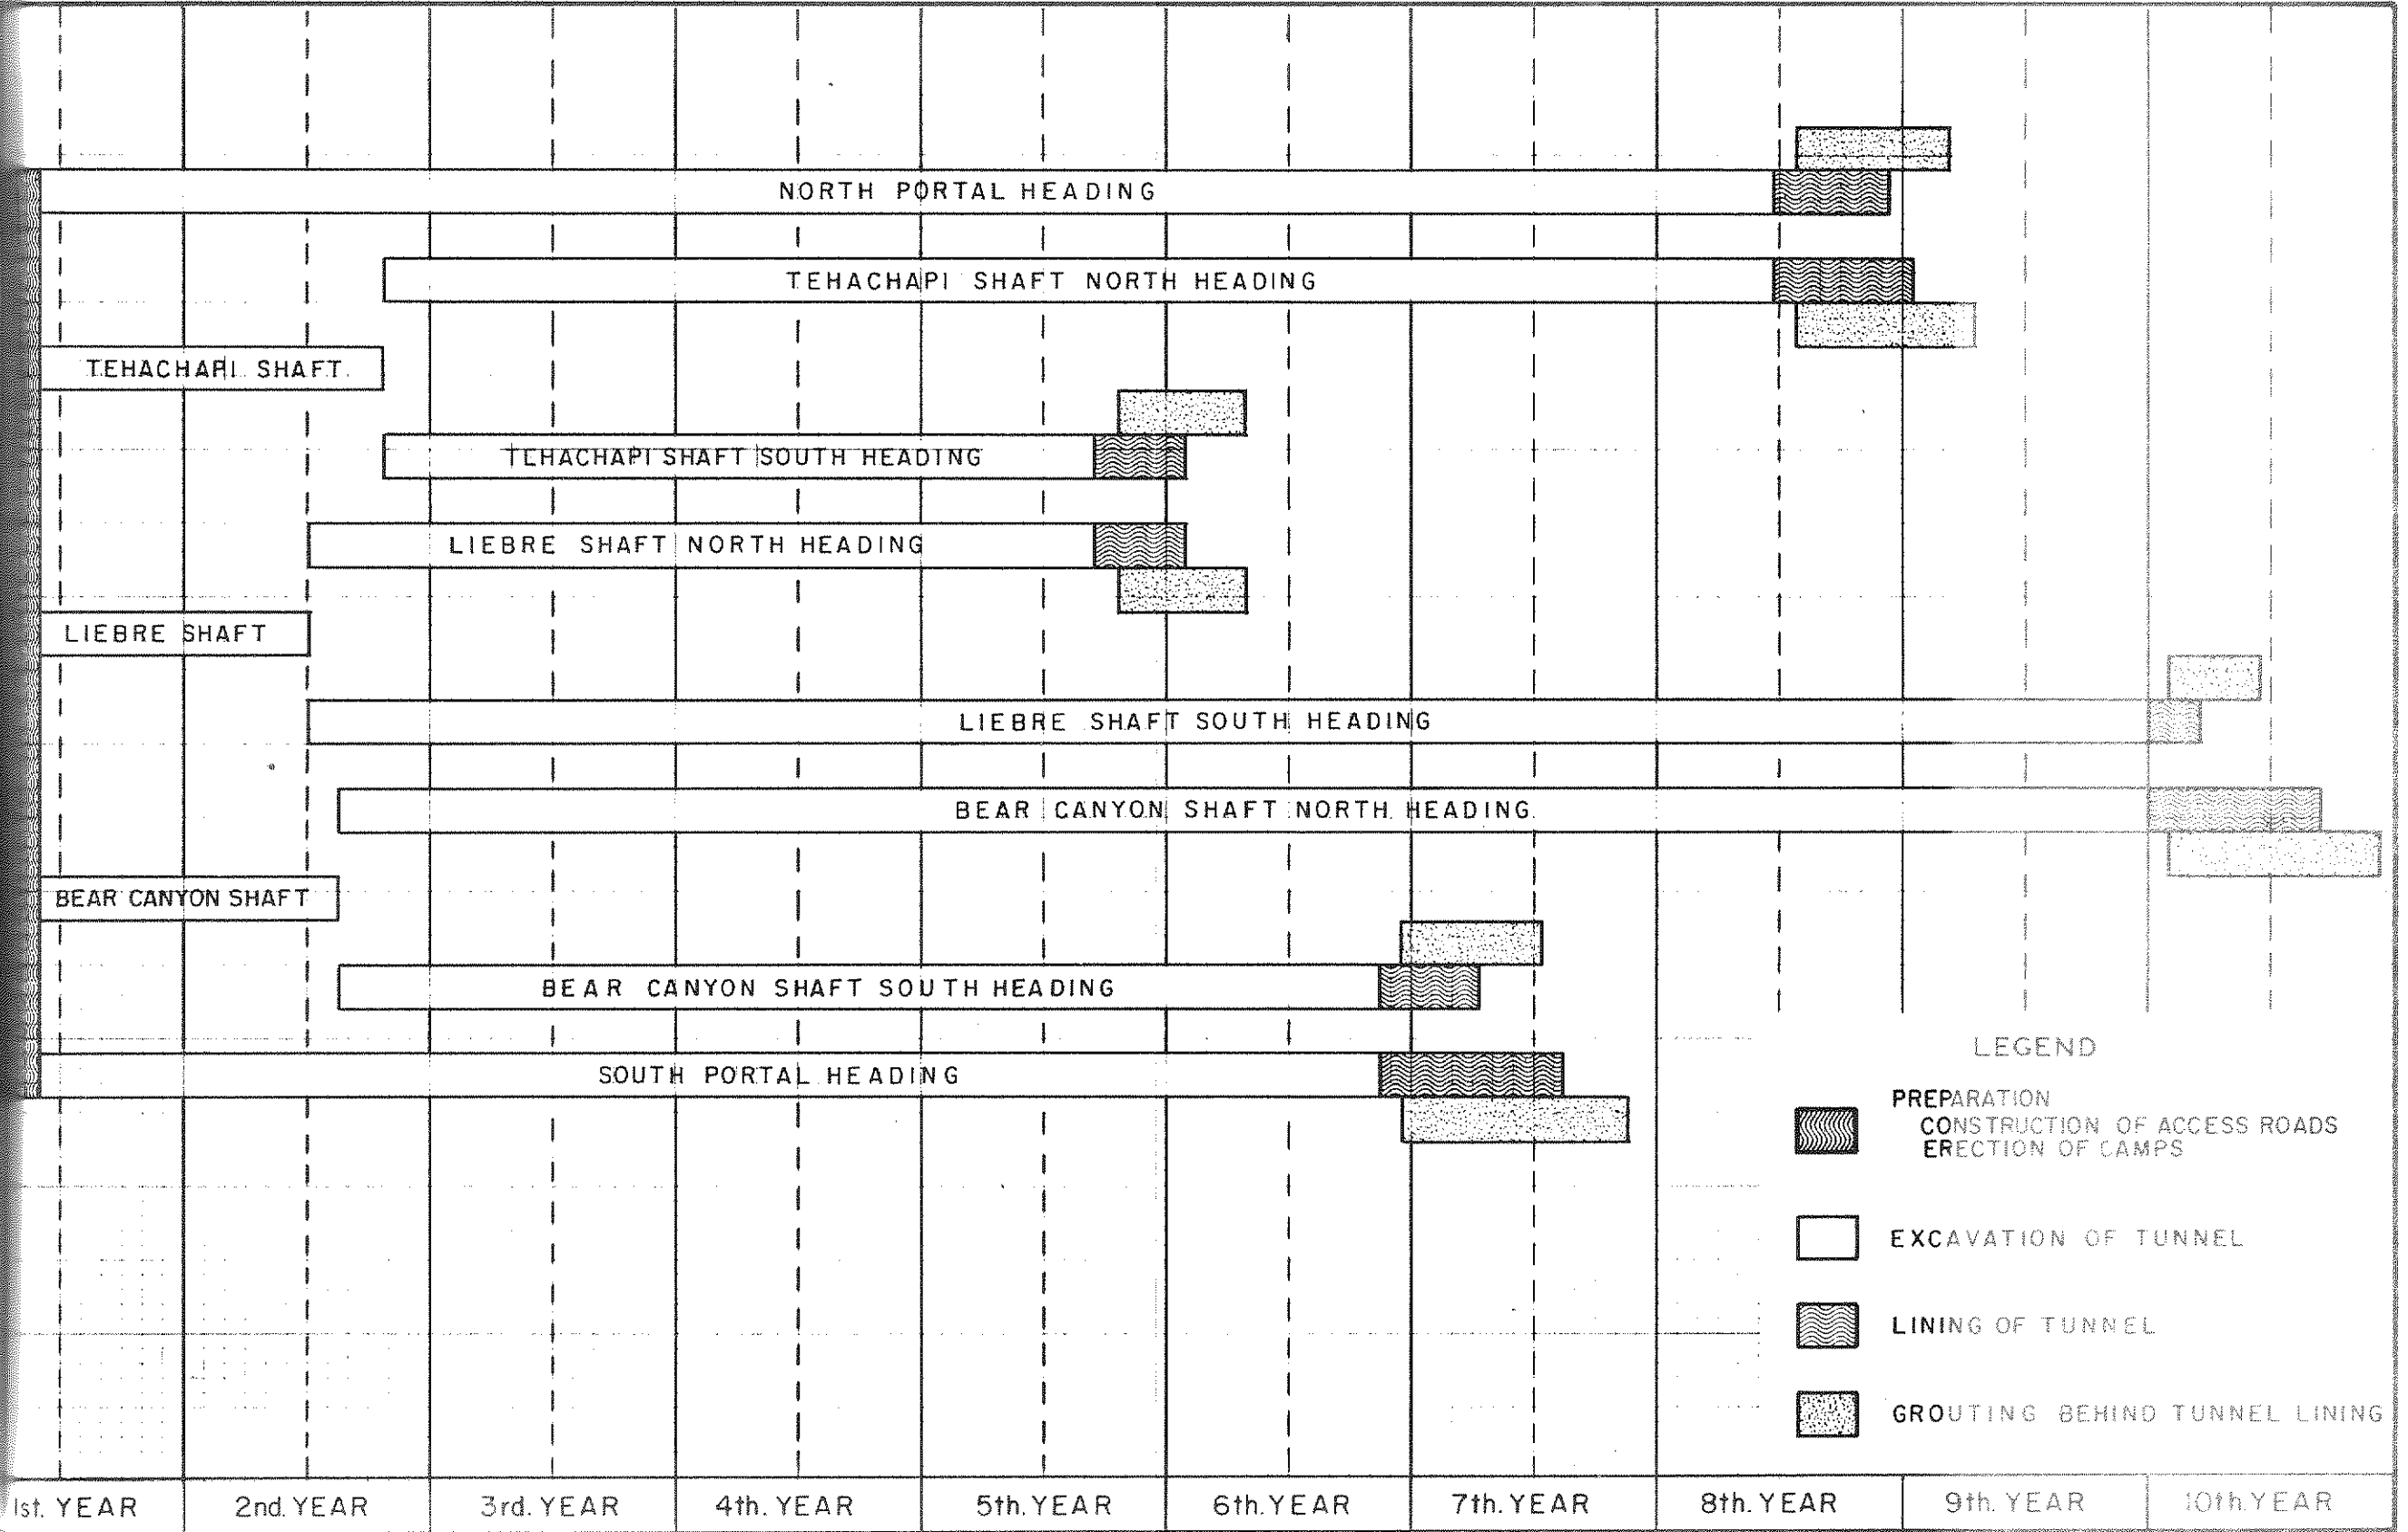 NORTH PORTAL HEADING
TEHACHAPI SHAFT NORTH HEADING
TEHACHAPI SHAFT
TEHACHAPI SHAFT SOUTH HEADING
LIEBRE SHAFT NORTH HEADING
LIEBRE SHAFT
LIEBRE SHAFT SOUTH HEADING
BEAR CANYON SHAFT NORTH HEADING
BEAR CANYON SHAFT
BEAR CANYON SHAFT SOUTH HEADING
SOUTH PORTAL HEADING
LEGEND
PREPARATION
CONSTRUCTION OF ACCESS ROADS
ERECTION OF CAMPS
EXCAVATION OF TUNNEL
LINING OF TUNNEL
GROUTING BEHIND TUNNEL LINING
1st. YEAR 2nd. YEAR 3rd. YEAR 4th. YEAR 5th. YEAR 6th. YEAR 7th. YEAR 8th. YEAR 9th. YEAR 10th. YEAR